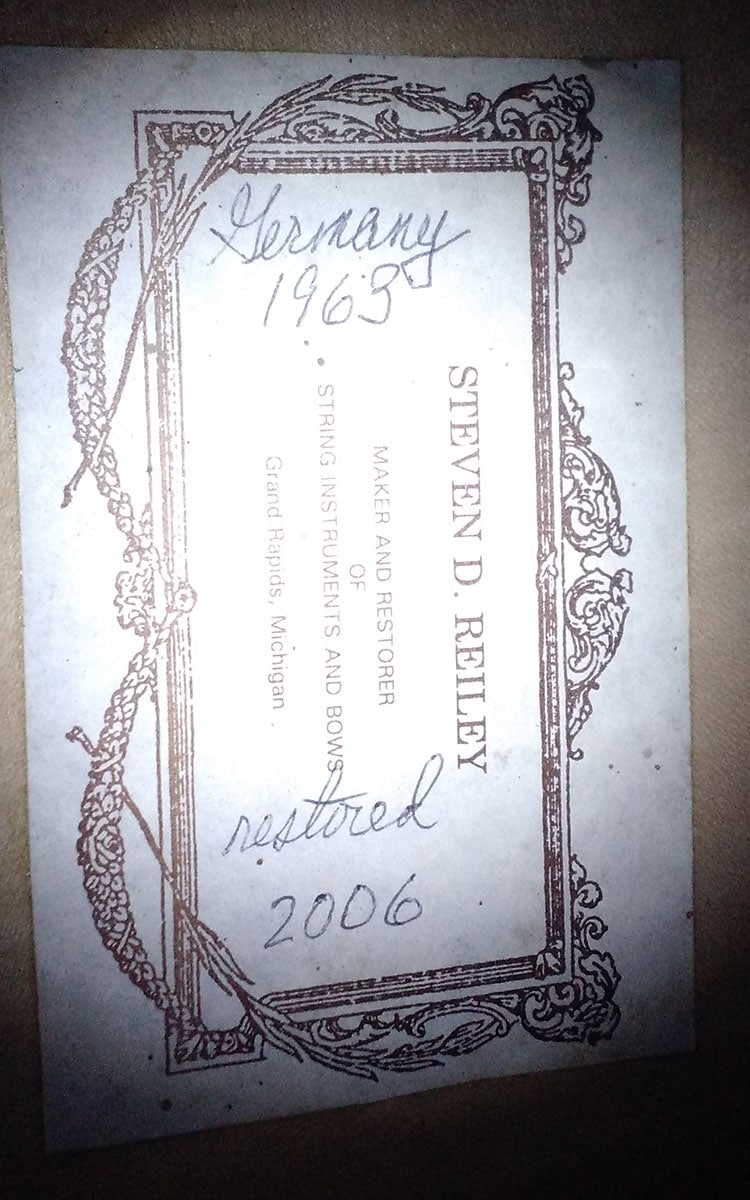 Germany
1963
STEVEN D. REILEY
MAKER AND RESTORER
OF
STRING INSTRUMENTS AND BOWS
Grand Rapids, Michigan
restored
2006